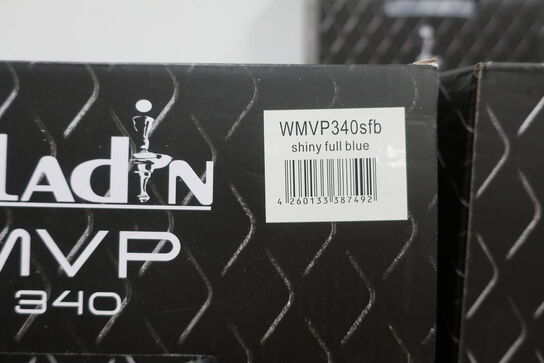 LADIN
MVP
340
WMVP340sfb
shiny full blue
4 260133 387492